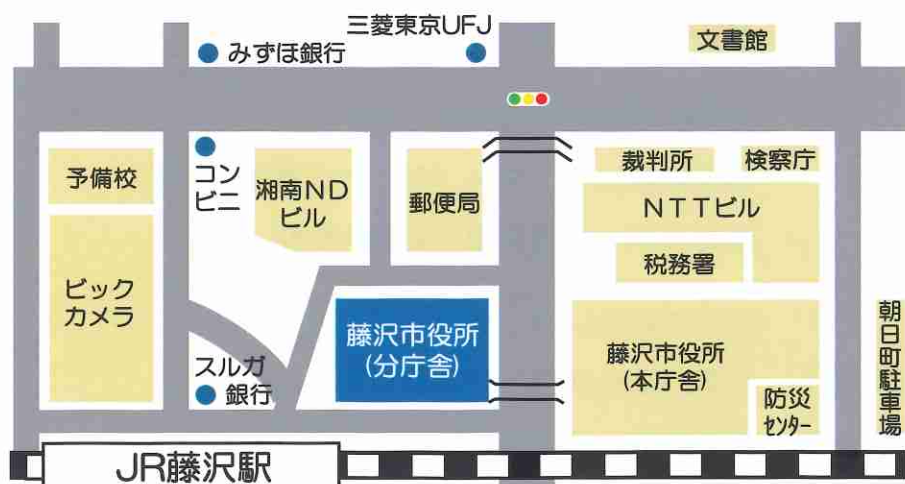 三菱東京UFJ
みずほ銀行
文書館
予備校
コン
ビニ
湘南ND
ビル
郵便局
裁判所
検察庁
NTTビル
税務署
ビック
カメラ
藤沢市役所
(分庁舎)
藤沢市役所
(本庁舎)
朝日町駐車場
スルガ
銀行
防災
センター
JR藤沢駅